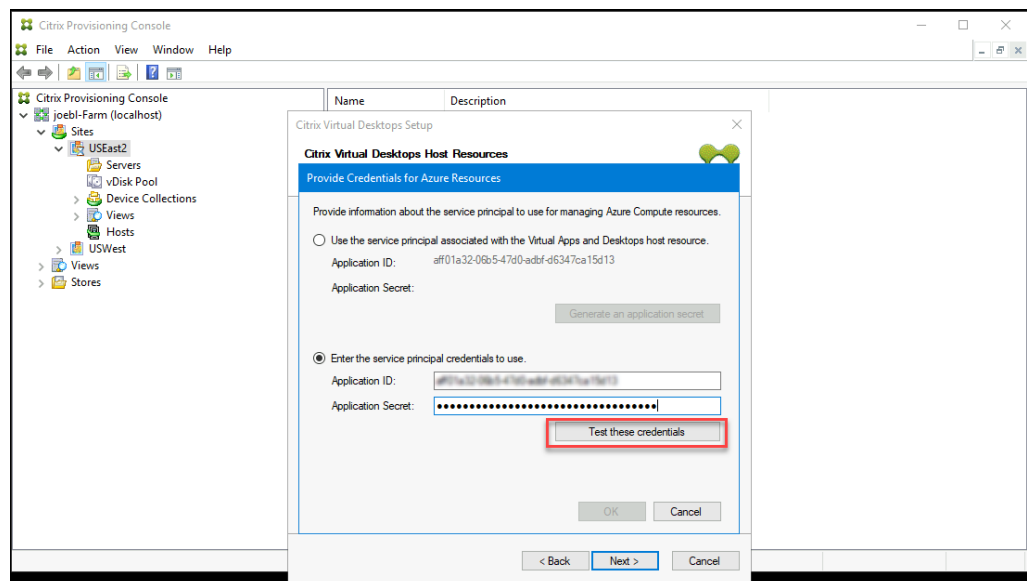 Citrix Provisioning Console
File Action View Window Help
Citrix Provisioning Console
joebl-Farm (localhost)
Sites
USEast2
Servers
vDisk Pool
Device Collections
Views
Hosts
USWest
Views
Stores
Name Description
Citrix Virtual Desktops Setup
Citrix Virtual Desktops Host Resources
Provide Credentials for Azure Resources
Provide information about the service principal to use for managing Azure Compute resources.
Use the service principal associated with the Virtual Apps and Desktops host resource.
Application ID: aff01a32-06b5-47d0-adbf-d6347ca15d13
Application Secret:
Generate an application secret
Enter the service principal credentials to use.
Application ID:
Application Secret:
Test these credentials
OK Cancel
< Back Next > Cancel